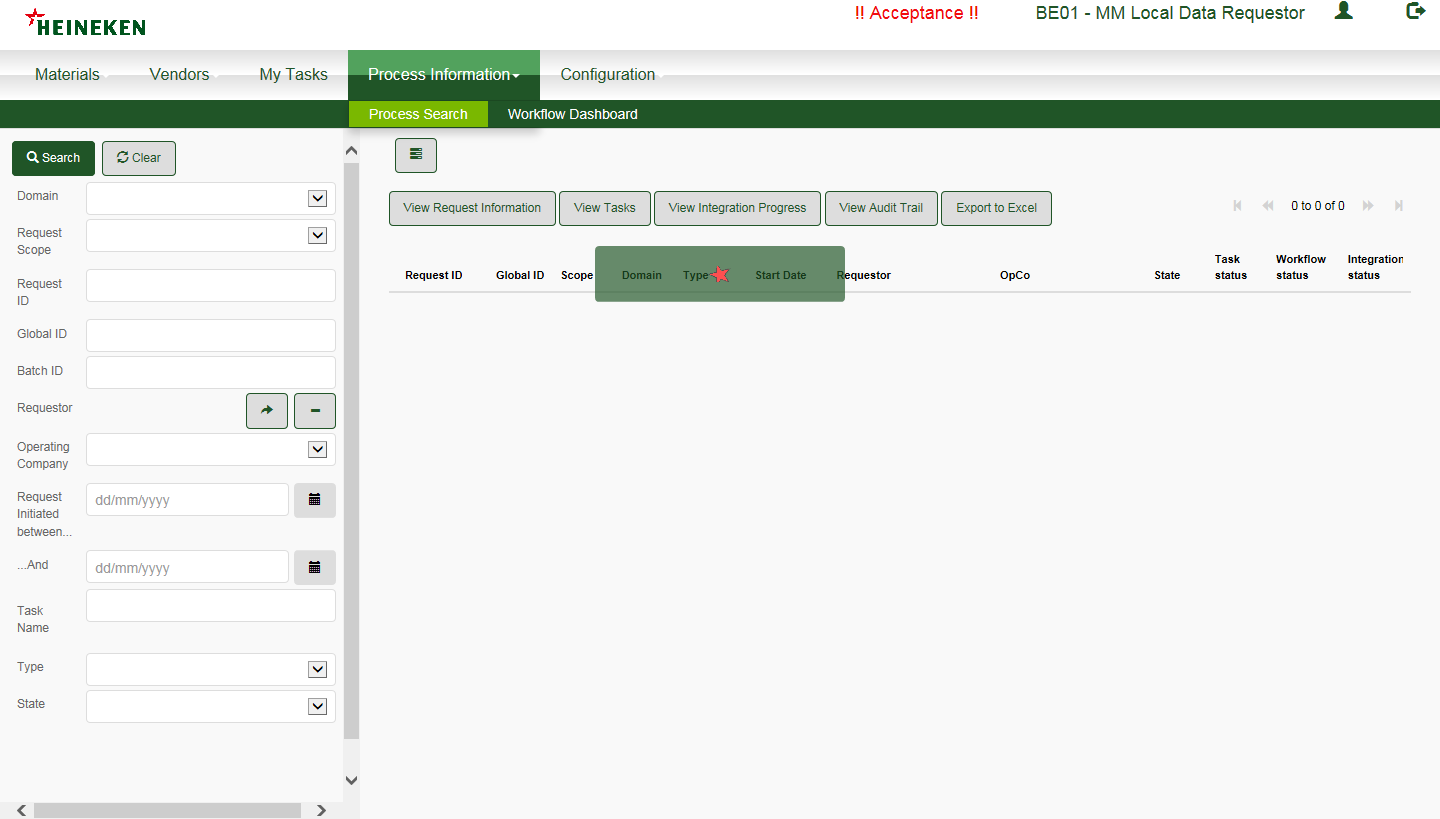 HEINEKEN
!! Acceptance !!
BE01 - MM Local Data Requestor
Materials
Vendors
My Tasks
Process Information
Configuration
Process Search
Workflow Dashboard
Search
Clear
Domain
Request
Scope
Request
ID
Global ID
Batch ID
Requestor
Operating
Company
Request
Initiated
between...
dd/mm/yyyy
...And
dd/mm/yyyy
Task
Name
Type
State
View Request Information
View Tasks
View Integration Progress
View Audit Trail
Export to Excel
0 to 0 of 0
Request ID
Global ID
Scope
Domain
Type
Start Date
Requestor
OpCo
State
Task
status
Workflow
status
Integration
status